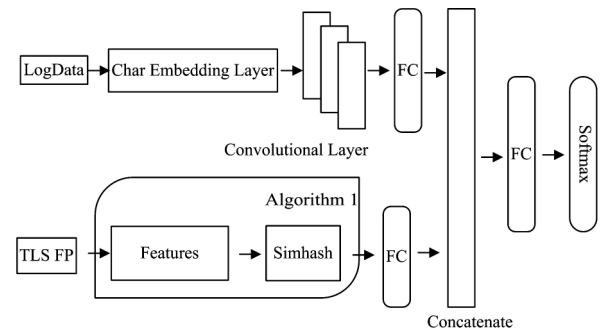 LogData
Char Embedding Layer
FC
Convolutional Layer
FC
Softmax
Algorithm 1
TLS FP
Features
Simhash
FC
Concatenate